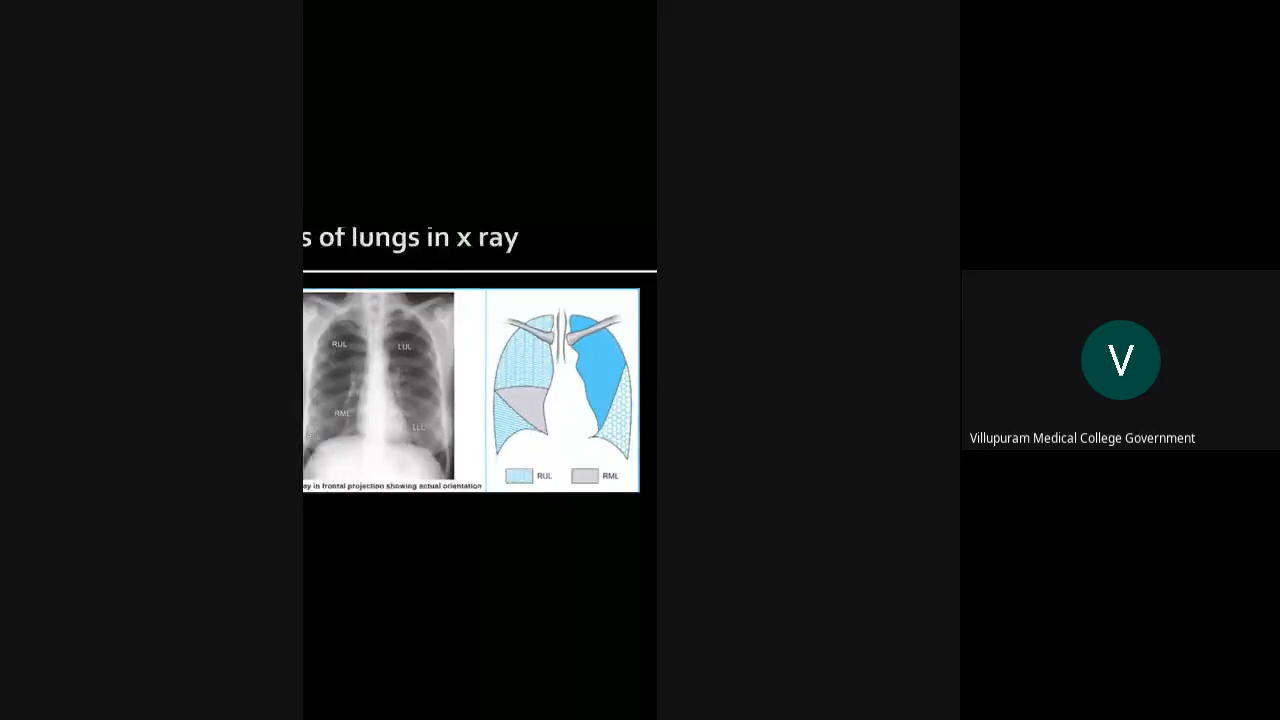 s of lungs in x ray
RUL
LUL
RML
LLL
ay in frontal projection showing actual orientation
RUL
RML
V
Villupuram Medical College Government